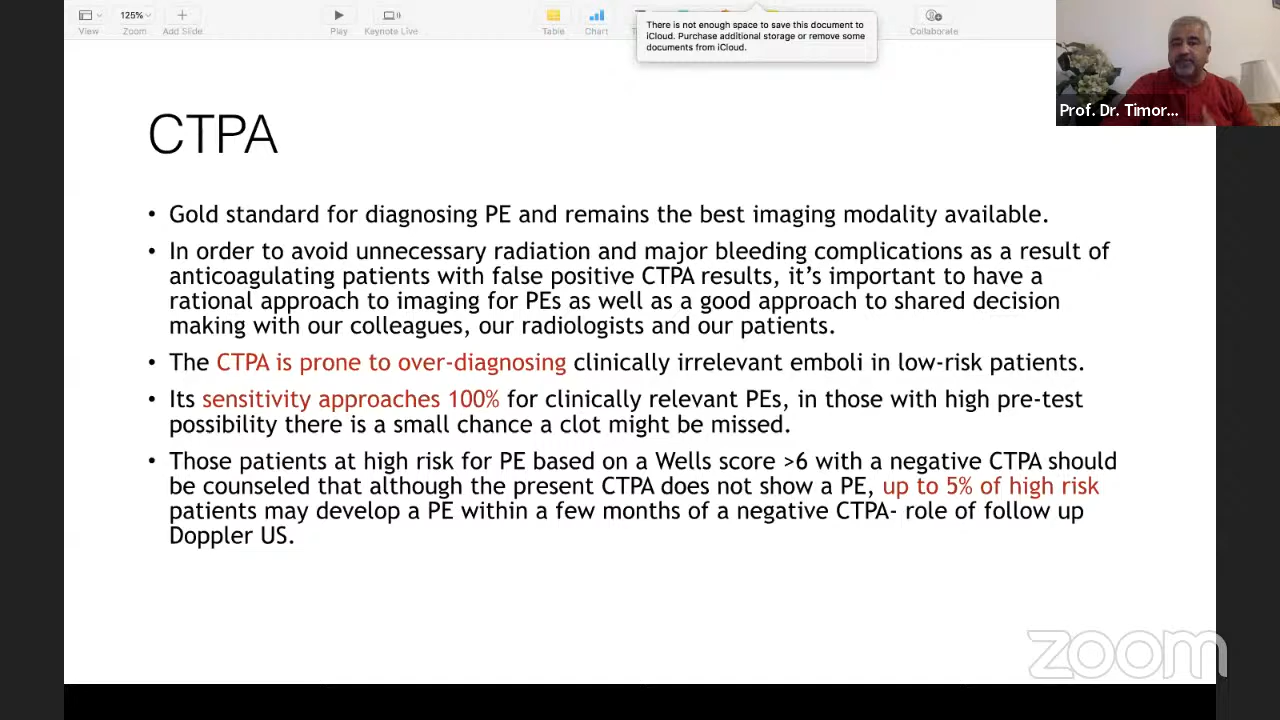 125%
View
Zoom
Add Slide
Play
Keynote Live
Table
Chart
Collaborate
There is not enough space to save this document to
iCloud. Purchase additional storage or remove some
documents from iCloud.
Prof. Dr. Timor...
CTPA
• Gold standard for diagnosing PE and remains the best imaging modality available.
• In order to avoid unnecessary radiation and major bleeding complications as a result of
anticoagulating patients with false positive CTPA results, it's important to have a
rational approach to imaging for PEs as well as a good approach to shared decision
making with our colleagues, our radiologists and our patients.
• The CTPA is prone to over-diagnosing clinically irrelevant emboli in low-risk patients.
• Its sensitivity approaches 100% for clinically relevant PEs, in those with high pre-test
possibility there is a small chance a clot might be missed.
• Those patients at high risk for PE based on a Wells score >6 with a negative CTPA should
be counseled that although the present CTPA does not show a PE, up to 5% of high risk
patients may develop a PE within a few months of a negative CTPA- role of follow up
Doppler US.
zoom